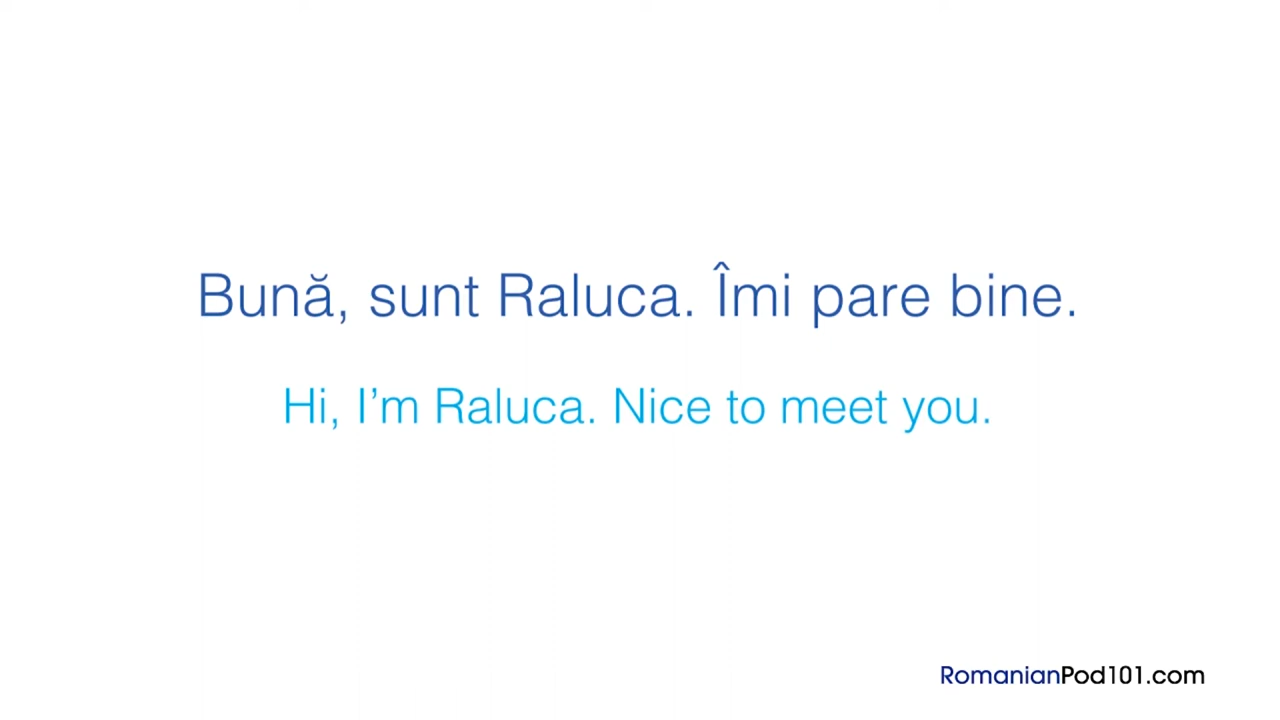 Bună, sunt Raluca. Îmi pare bine.
Hi, I’m Raluca. Nice to meet you.
RomanianPod101.com